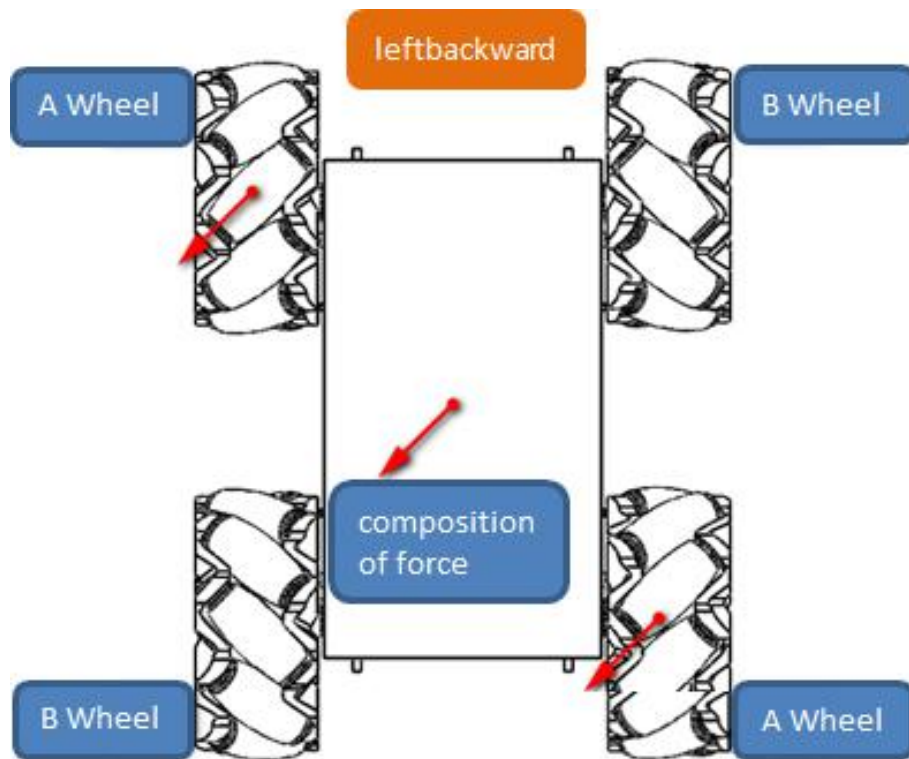 leftbackward
A Wheel
B Wheel
composition
of force
B Wheel
A Wheel